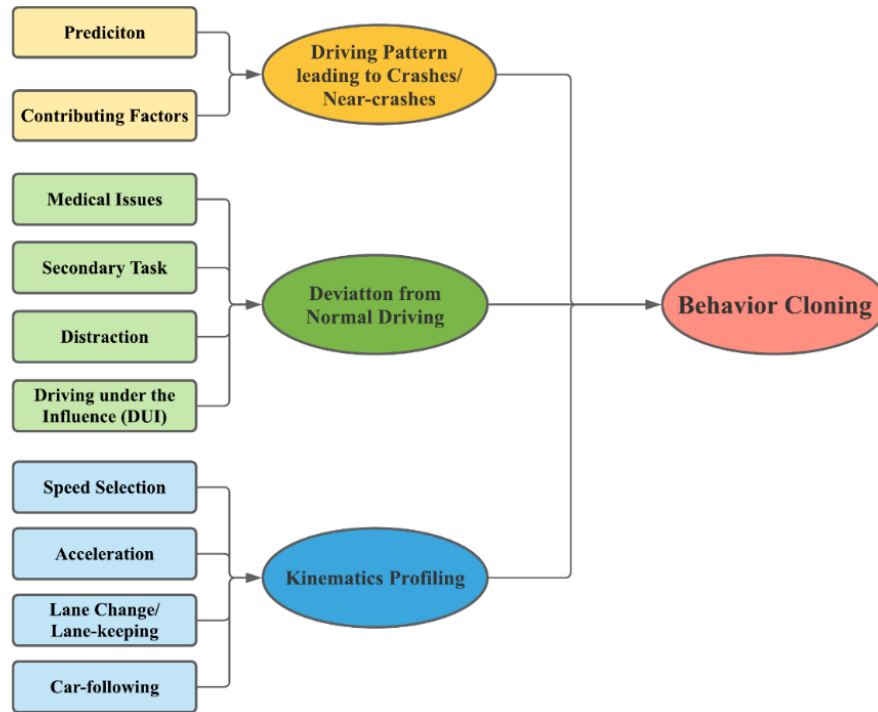 Prediciton
Contributing Factors
Driving Pattern
leading to Crashes/
Near-crashes
Medical Issues
Secondary Task
Distraction
Driving under the
Influence (DUI)
Deviatton from
Normal Driving
Behavior Cloning
Speed Selection
Acceleration
Lane Change/
Lane-keeping
Car-following
Kinematics Profiling